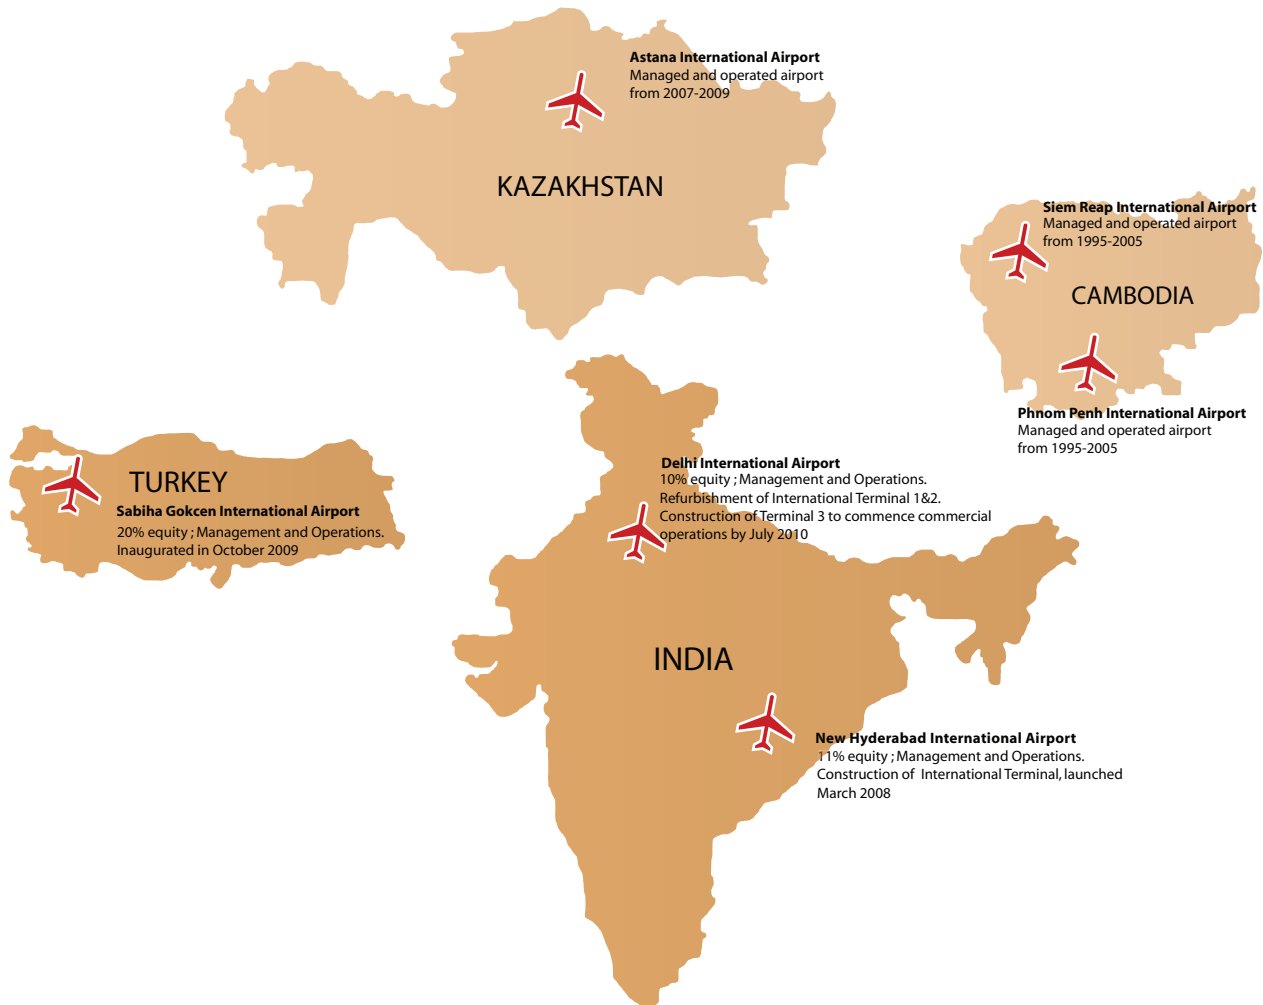 Astana International Airport
Managed and operated airport
from 2007-2009
KAZAKHSTAN
Siem Reap International Airport
Managed and operated airport
from 1995-2005
CAMBODIA
Phnom Penh International Airport
Managed and operated airport
from 1995-2005
TURKEY
Sabiha Gokcen International Airport
20% equity ; Management and Operations.
Inaugurated in October 2009
Delhi International Airport
10% equity ; Management and Operations.
Refurbishment of International Terminal 1&2.
Construction of Terminal 3 to commence commercial
operations by July 2010
INDIA
New Hyderabad International Airport
11% equity ; Management and Operations.
Construction of International Terminal, launched
March 2008